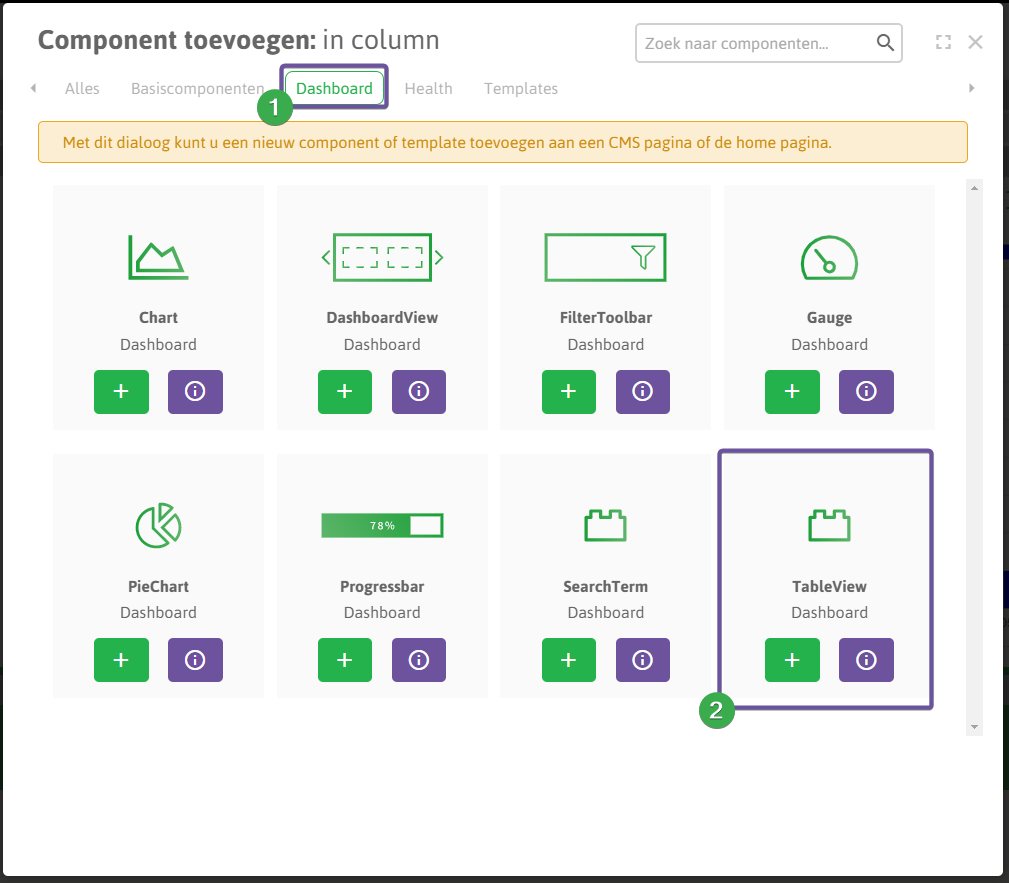 Component toevoegen: in column
Zoek naar componenten...
Alles Basiscomponenten Dashboard Health Templates
1
Met dit dialoog kunt u een nieuw component of template toevoegen aan een CMS pagina of de home pagina.
Chart DashboardView FilterToolbar Gauge
Dashboard Dashboard Dashboard Dashboard
78%
PieChart Progressbar SearchTerm TableView
Dashboard Dashboard Dashboard Dashboard
2